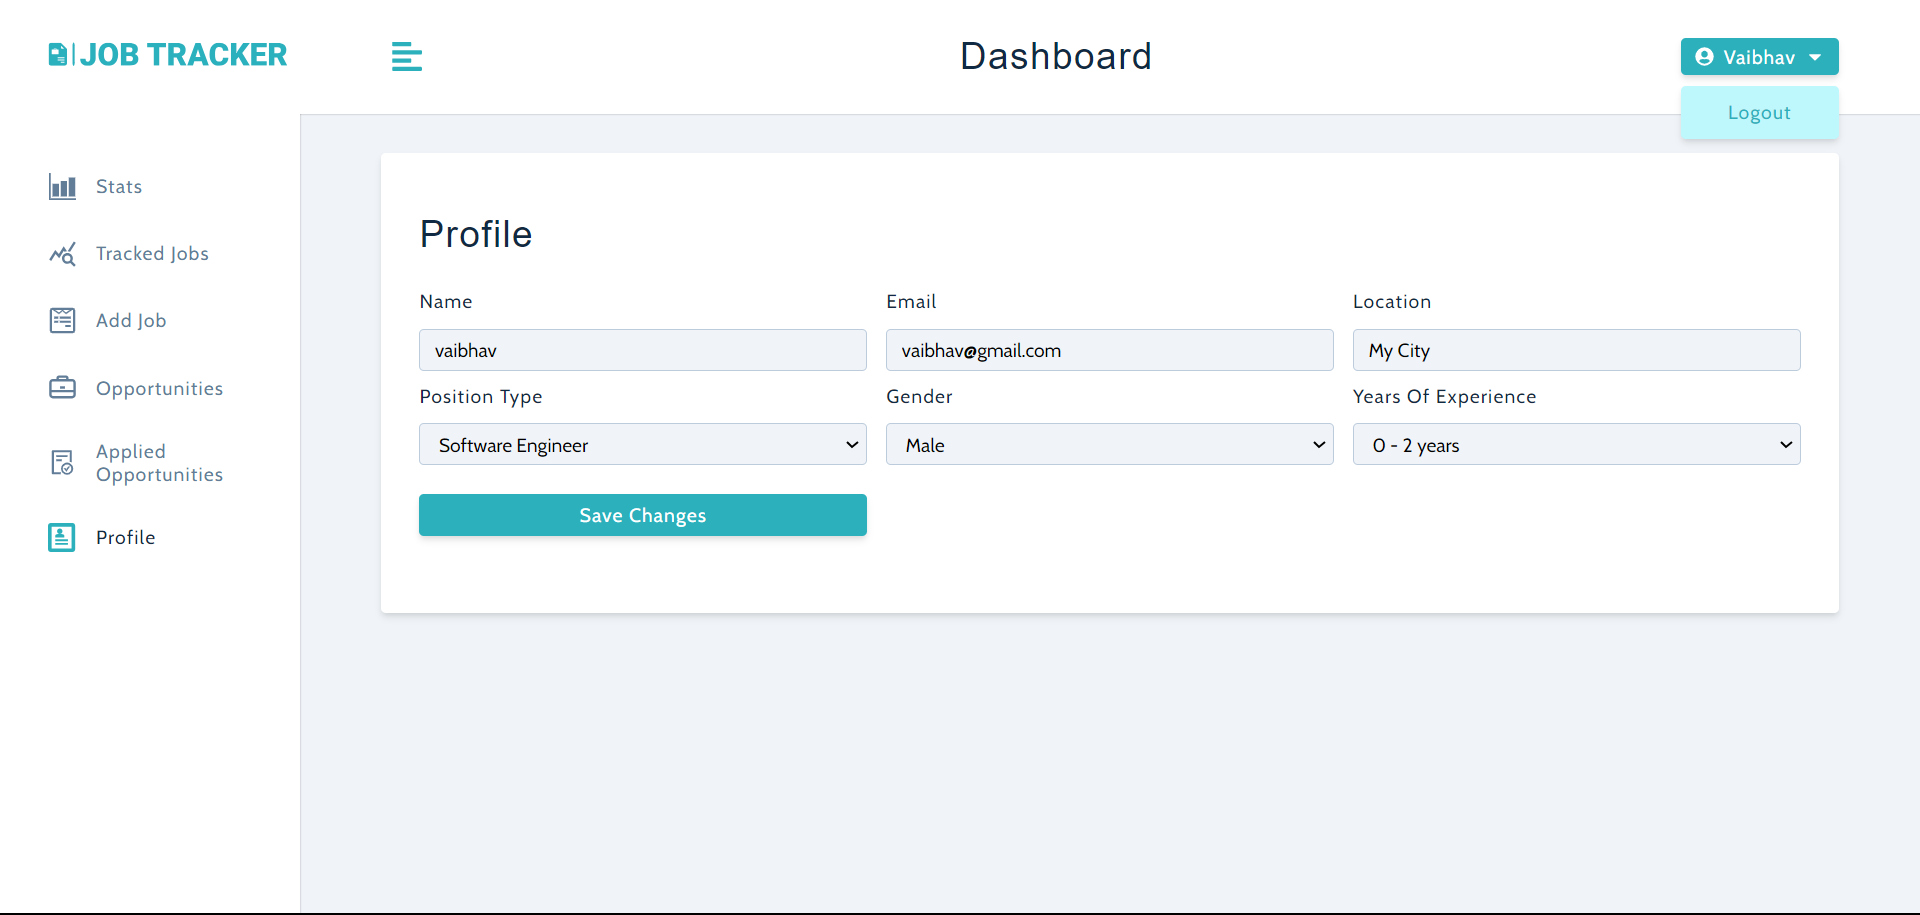 JOB TRACKER
Dashboard
Vaibhav
Logout
Stats
Tracked Jobs
Add Job
Opportunities
Applied
Opportunities
Profile
Profile
Name
Email
Location
vaibhav
vaibhav@gmail.com
My City
Position Type
Gender
Years Of Experience
Software Engineer
Male
0 - 2 years
Save Changes